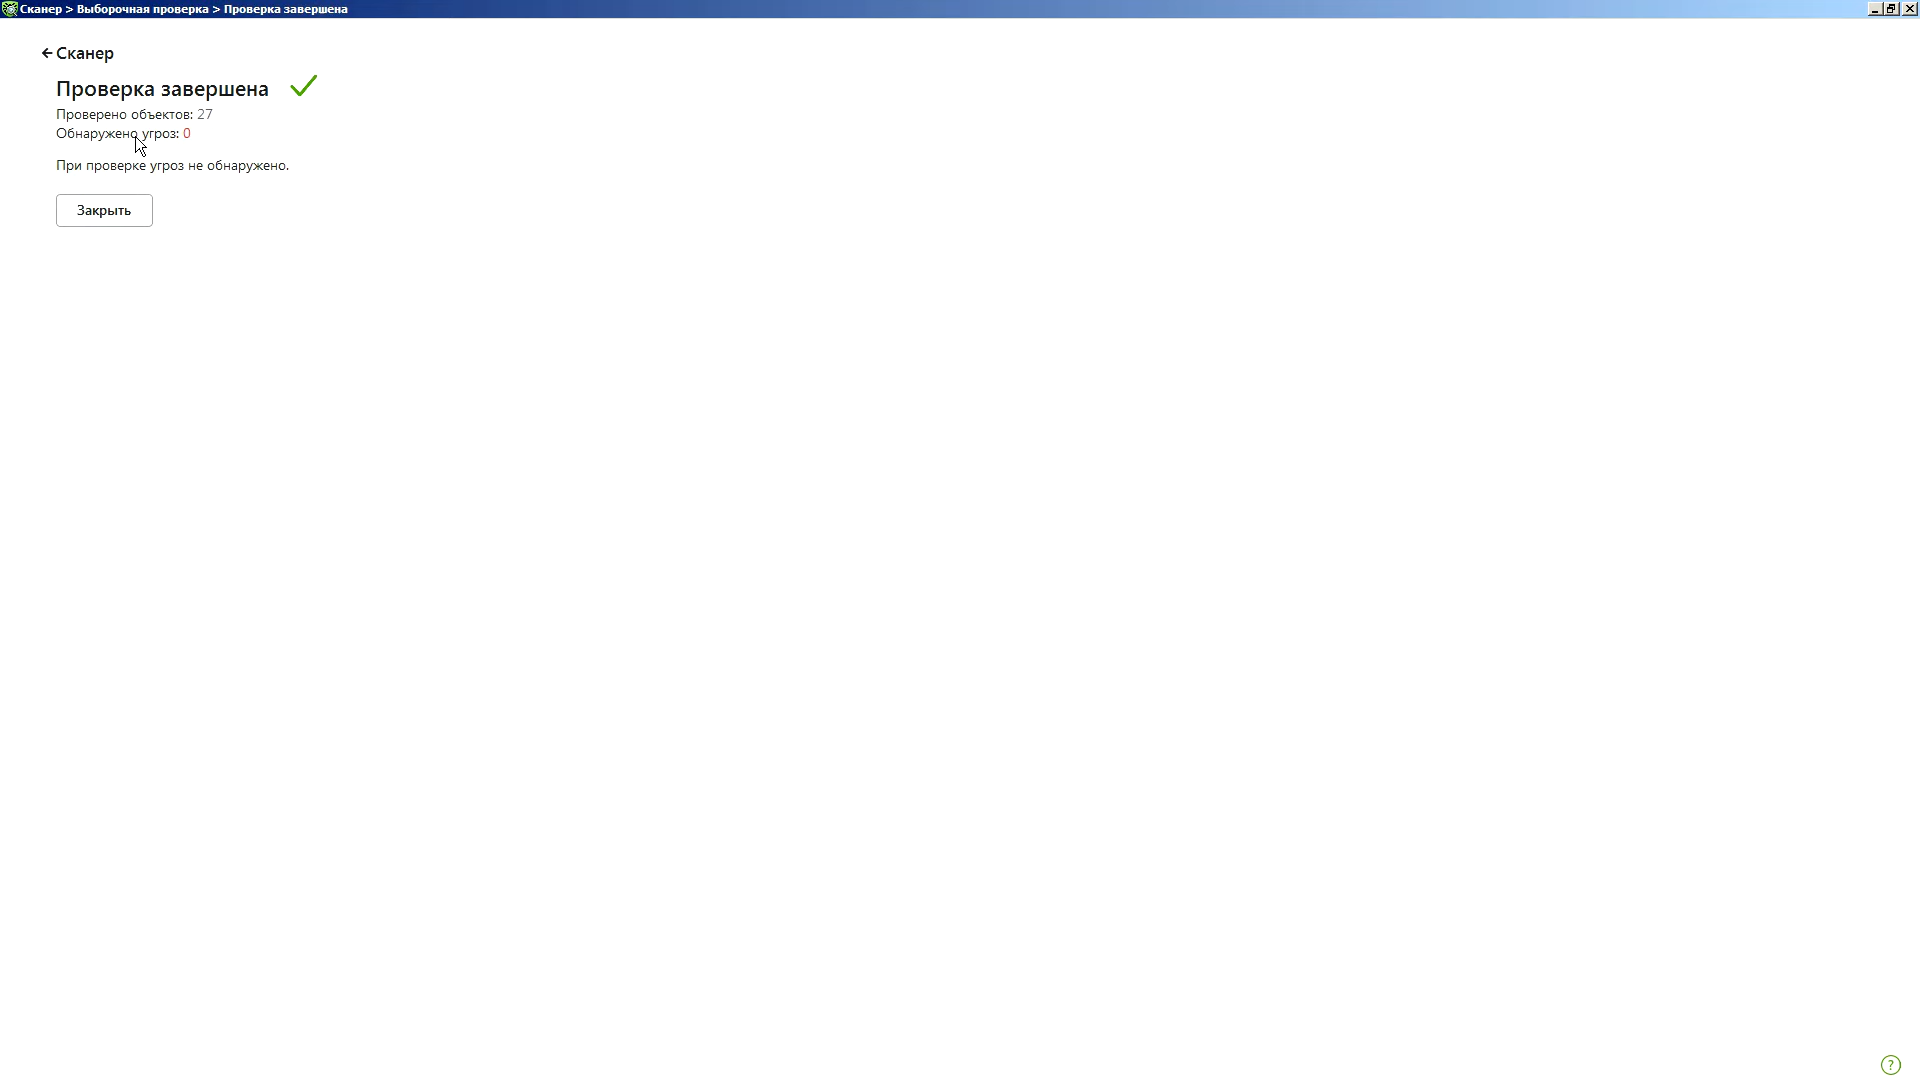 Сканер > Выборочная проверка > Проверка завершена
Сканер
Проверка завершена
Проверено объектов: 27
Обнаружено угроз: 0
При проверке угроз не обнаружено.
Закрыть
?